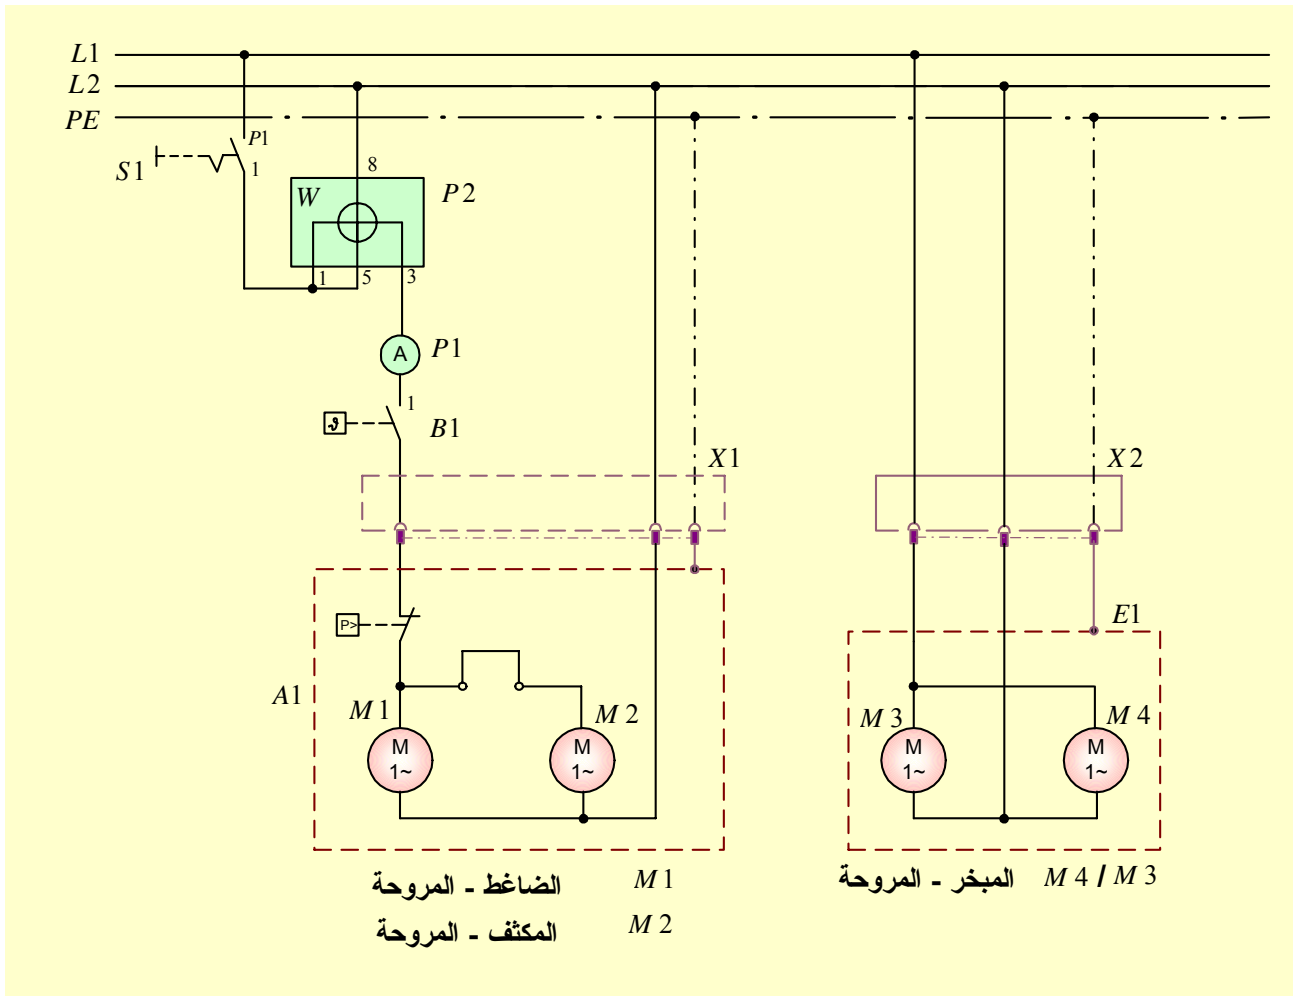 L1
L2
PE
S1
P1
1
8
W
P2
1
5
3
A
P1
1
ϑ
B1
X1
X2
P>
A1
E1
M1
M
1~
M2
M
1~
M3
M
1~
M4
M
1~
الضاغط - المروحة M1
المكثف - المروحة M2
المبخر - المروحة M4 / M3